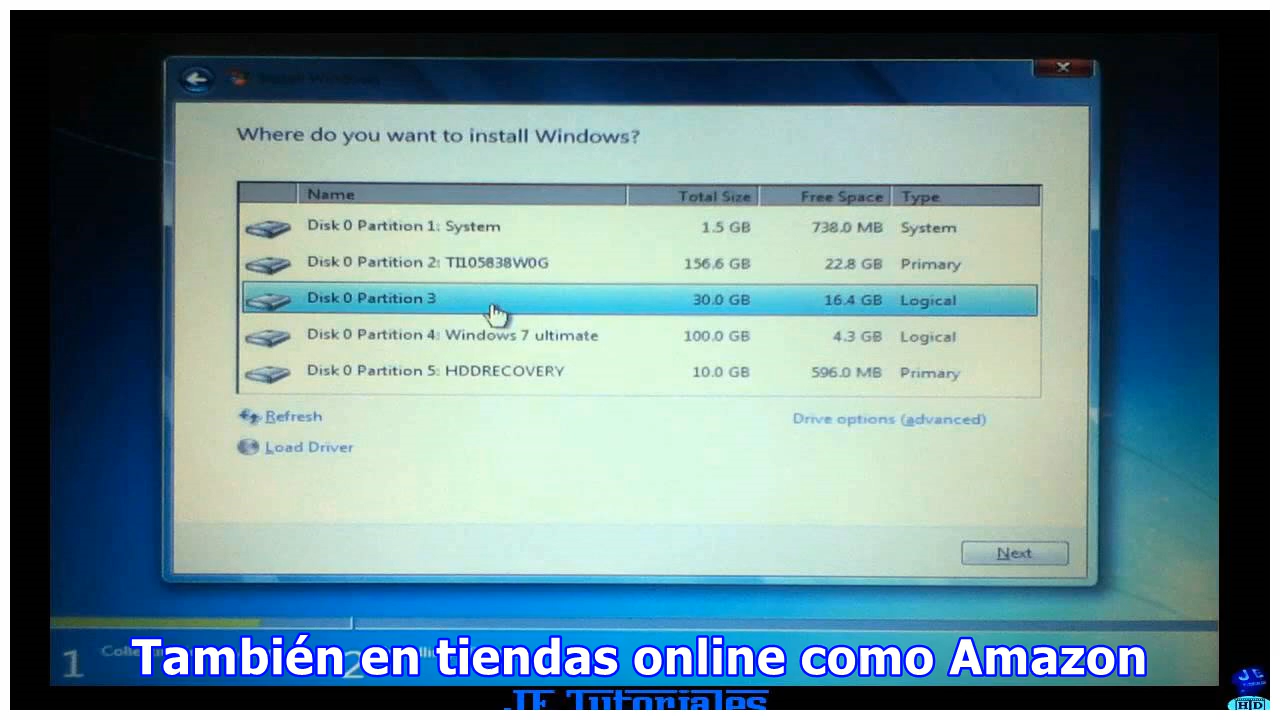 Install Windows
Where do you want to install Windows?
Name Total Size Free Space Type
Disk 0 Partition 1: System 1.5 GB 738.0 MB System
Disk 0 Partition 2: TI105838W0G 156.6 GB 22.8 GB Primary
Disk 0 Partition 3 30.0 GB 16.4 GB Logical
Disk 0 Partition 4: Windows 7 ultimate 100.0 GB 4.3 GB Logical
Disk 0 Partition 5: HDDRECOVERY 10.0 GB 596.0 MB Primary
Refresh Drive options (advanced)
Load Driver
Next
1 2
También en tiendas online como Amazon
JE Tutoriales
JE
HD